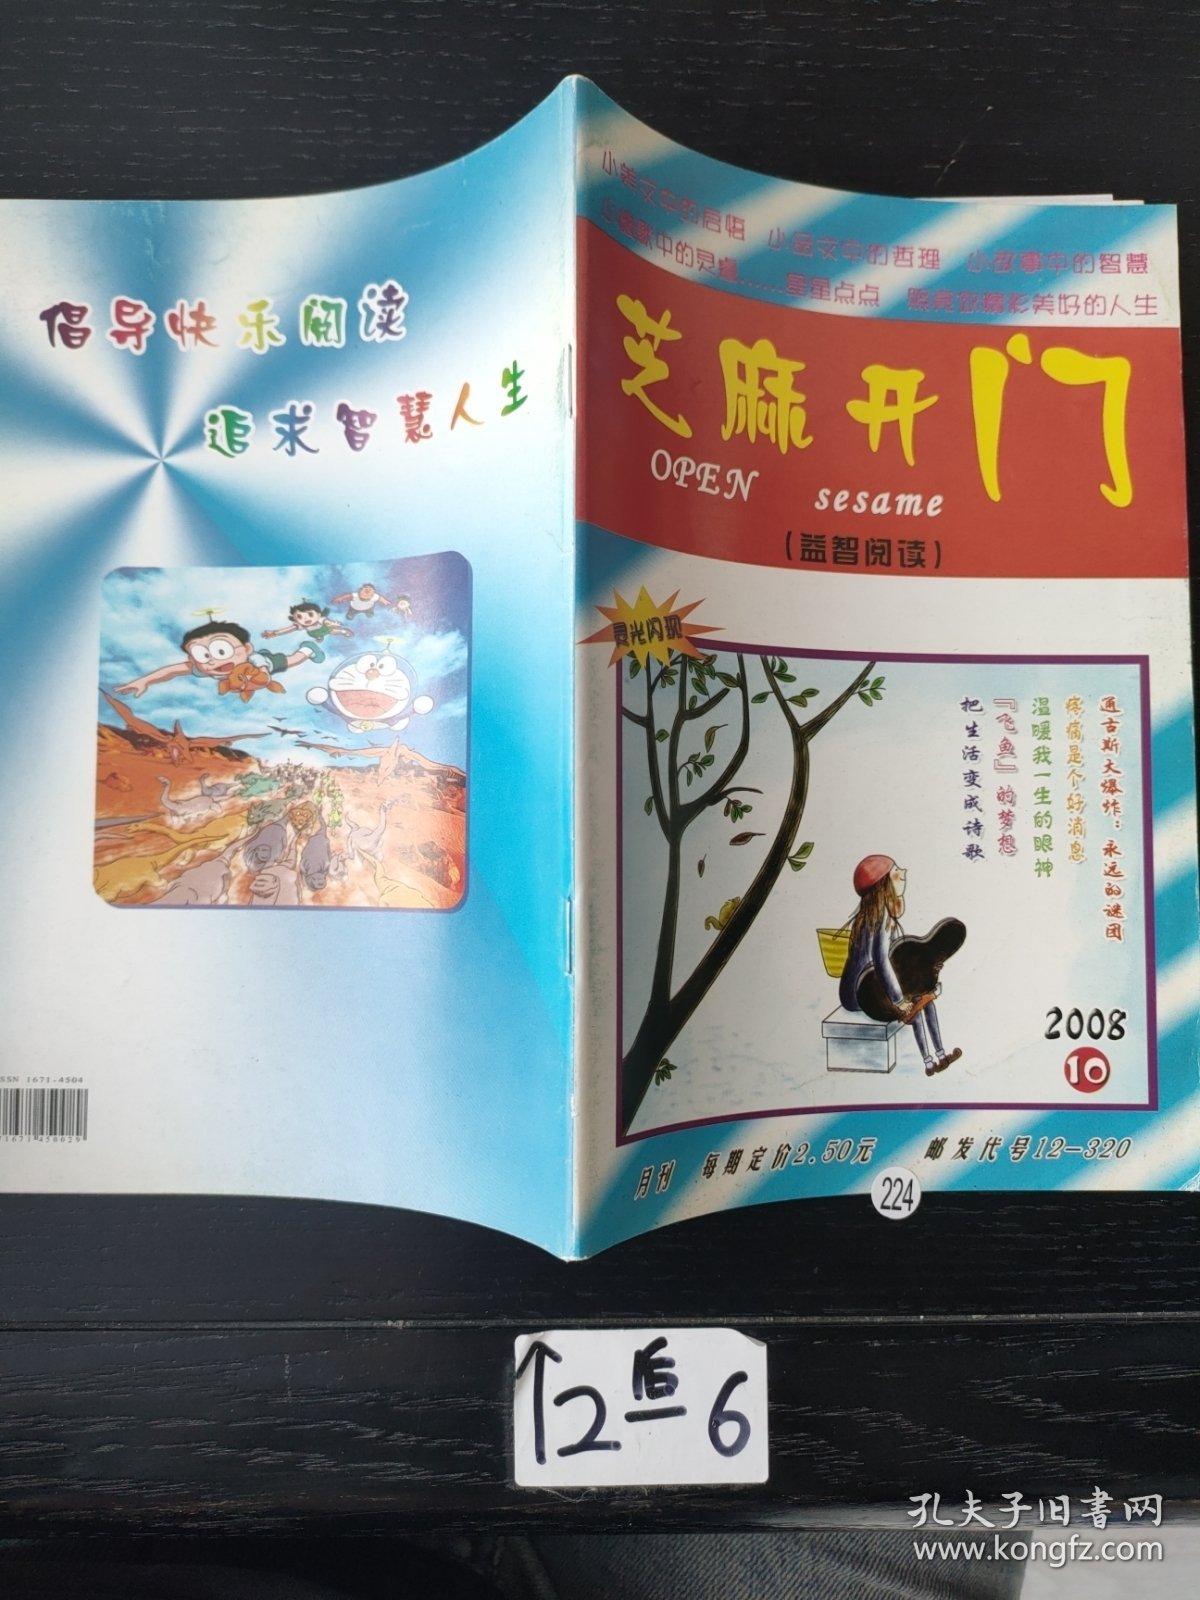 倡导快乐阅读
追求智慧人生
ISSN 1671-4504
小美文中的启悟 小品文中的哲理 小故事中的智慧
小童歌中的灵睿……星星点点 照亮你精彩美好的人生
芝麻开门
OPEN sesame
(益智阅读)
灵光闪现
通古斯大爆炸:永远的谜团
疼痛是个好消息
温暖我一生的眼神
『飞鱼』的梦想
把生活变成诗歌
2008
10
月刊 每期定价2.50元 邮发代号12-320
224
↑2后6
孔夫子旧书网
www.kongfz.com